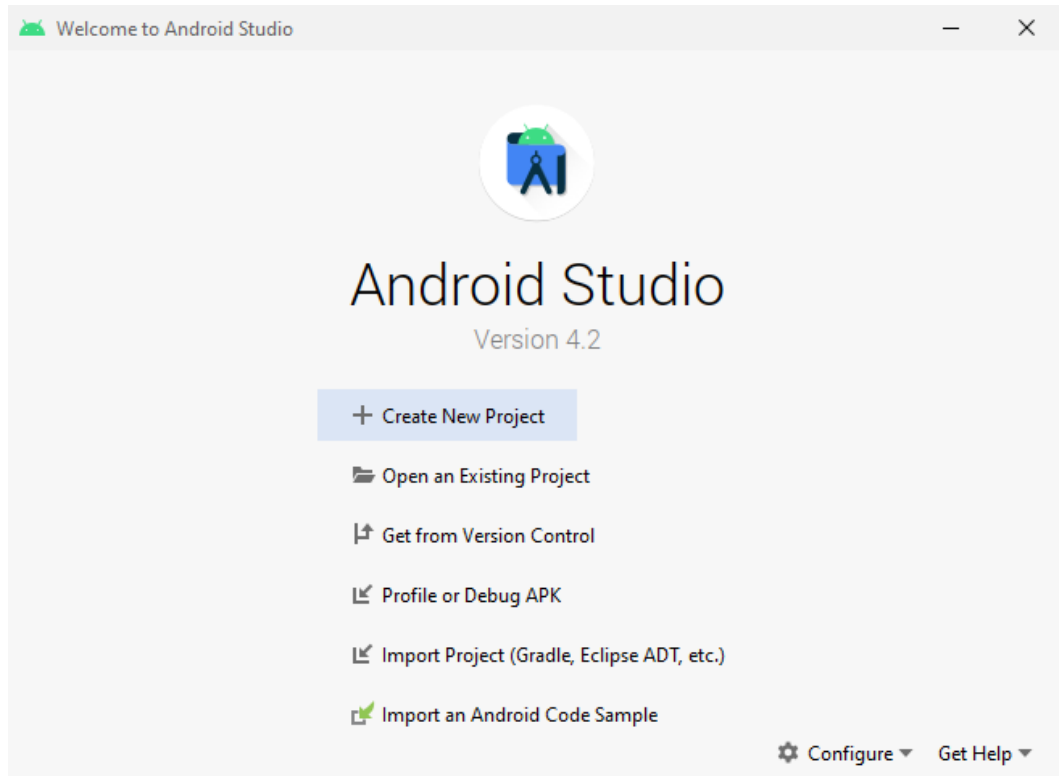 Welcome to Android Studio
Android Studio
Version 4.2
Create New Project
Open an Existing Project
Get from Version Control
Profile or Debug APK
Import Project (Gradle, Eclipse ADT, etc.)
Import an Android Code Sample
Configure Get Help